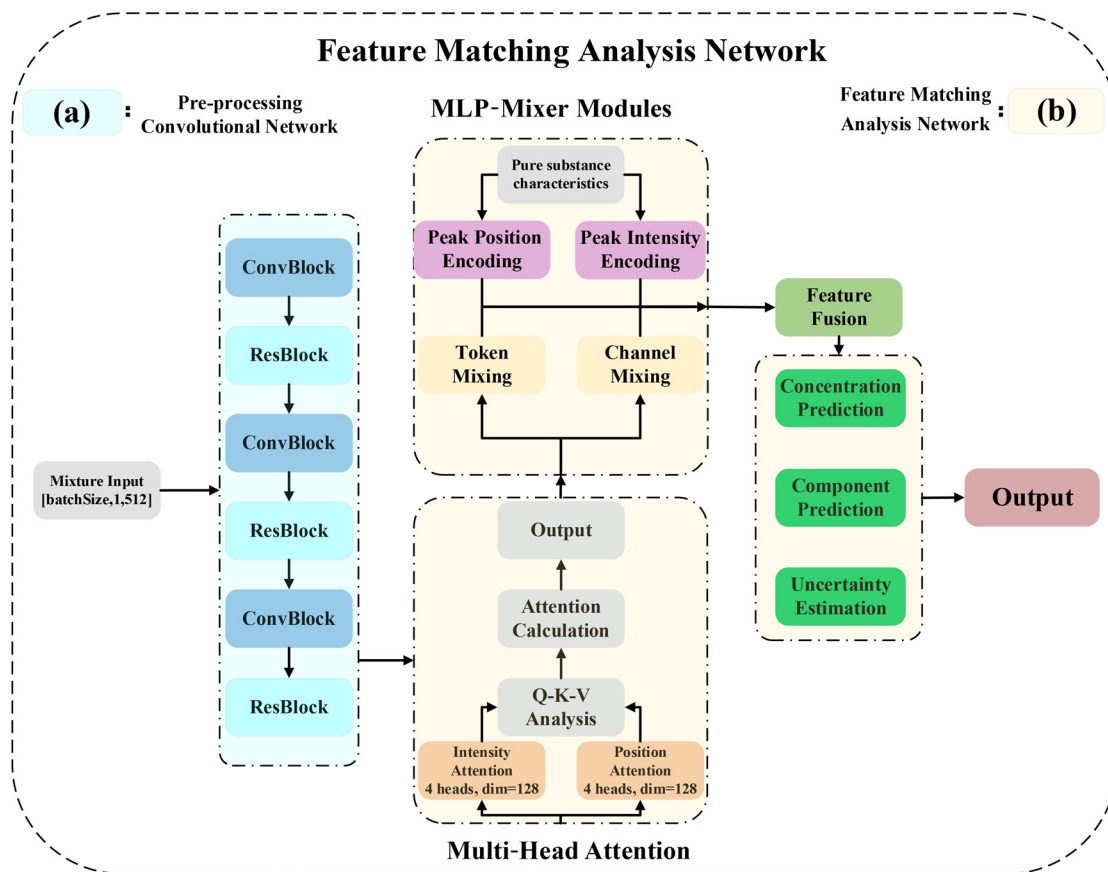 Feature Matching Analysis Network
(a) :
Pre-processing
Convolutional Network
MLP-Mixer Modules
Feature Matching
Analysis Network
: (b)
Mixture Input
[batchSize,1,512]
ConvBlock
ResBlock
ConvBlock
ResBlock
ConvBlock
ResBlock
Pure substance
characteristics
Peak Position
Encoding
Peak Intensity
Encoding
Token
Mixing
Channel
Mixing
Output
Attention
Calculation
Q-K-V
Analysis
Intensity
Attention
4 heads, dim=128
Position
Attention
4 heads, dim=128
Multi-Head Attention
Feature
Fusion
Concentration
Prediction
Component
Prediction
Uncertainty
Estimation
Output